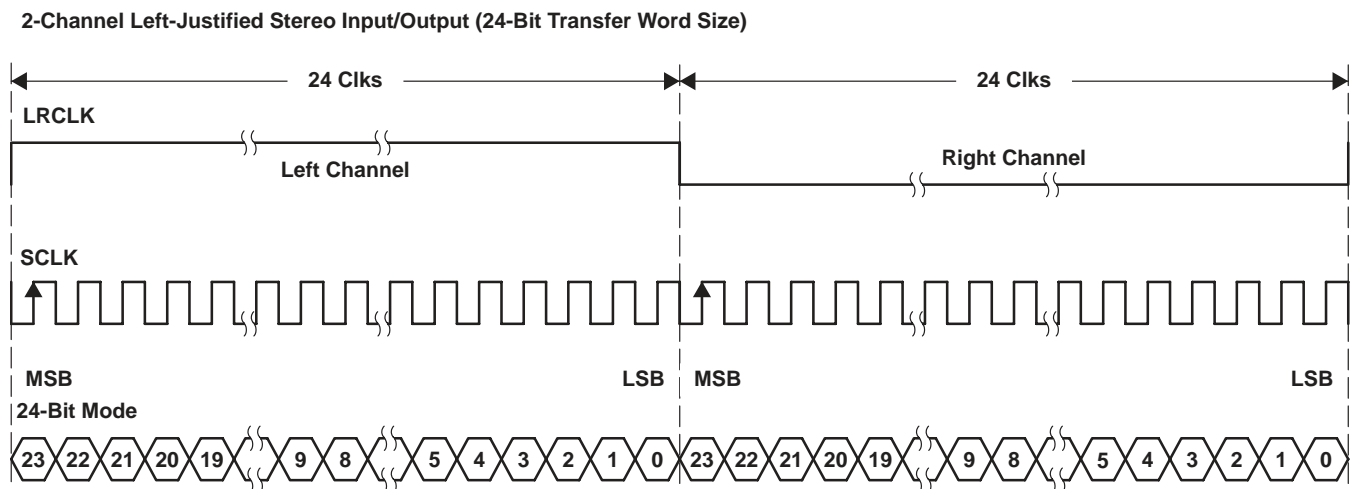 2-Channel Left-Justified Stereo Input/Output (24-Bit Transfer Word Size)
24 Clks 24 Clks
LRCLK
Left Channel Right Channel
SCLK
MSB LSB MSB LSB
24-Bit Mode
23 22 21 20 19 9 8 5 4 3 2 1 0 23 22 21 20 19 9 8 5 4 3 2 1 0